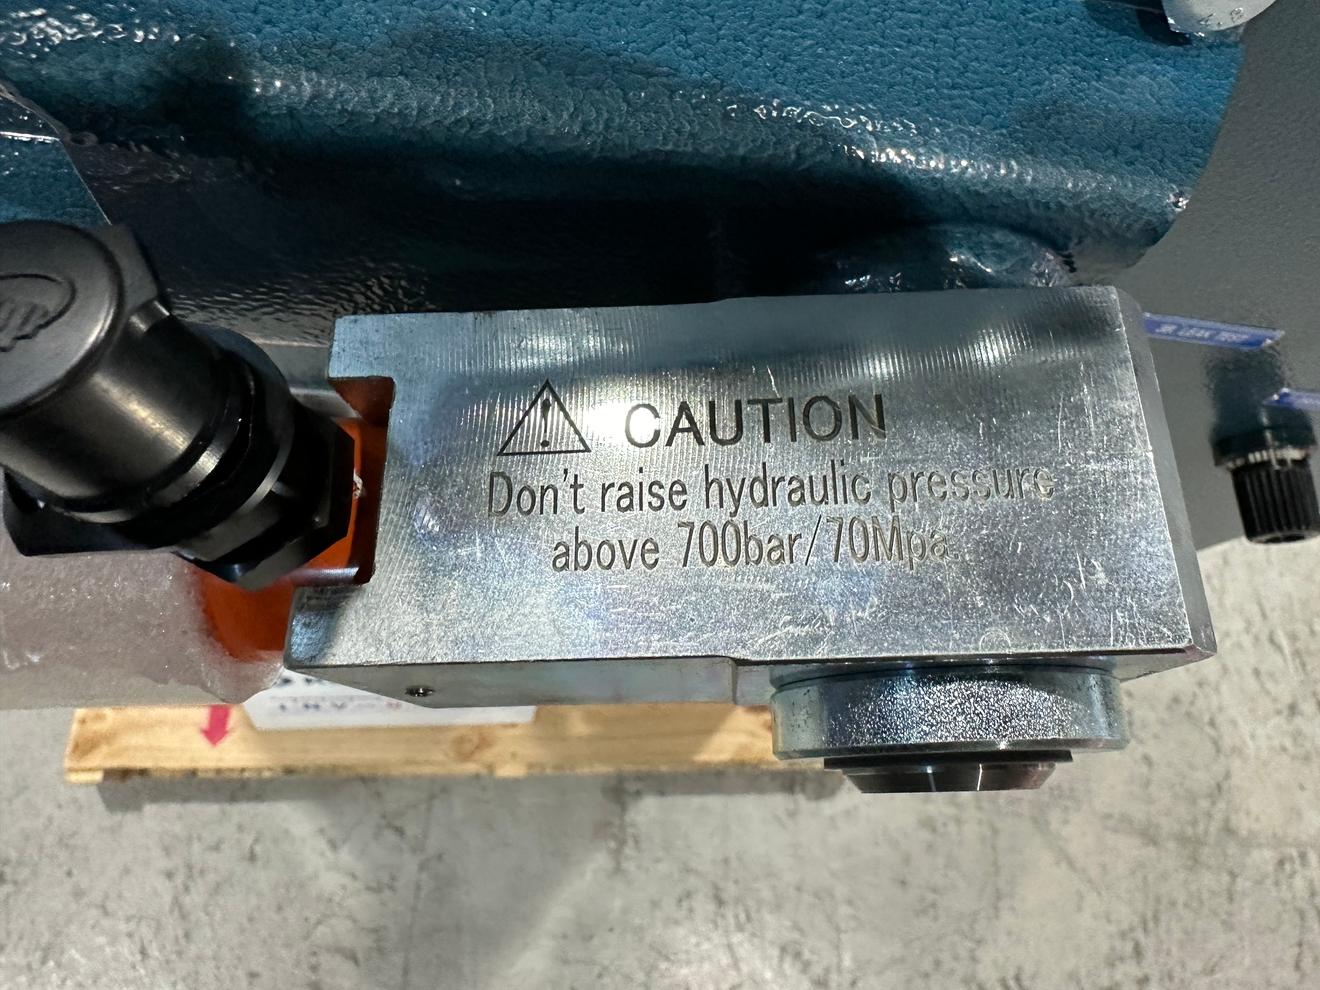 CAUTION
Don't raise hydraulic pressure
above 700bar/70Mpa